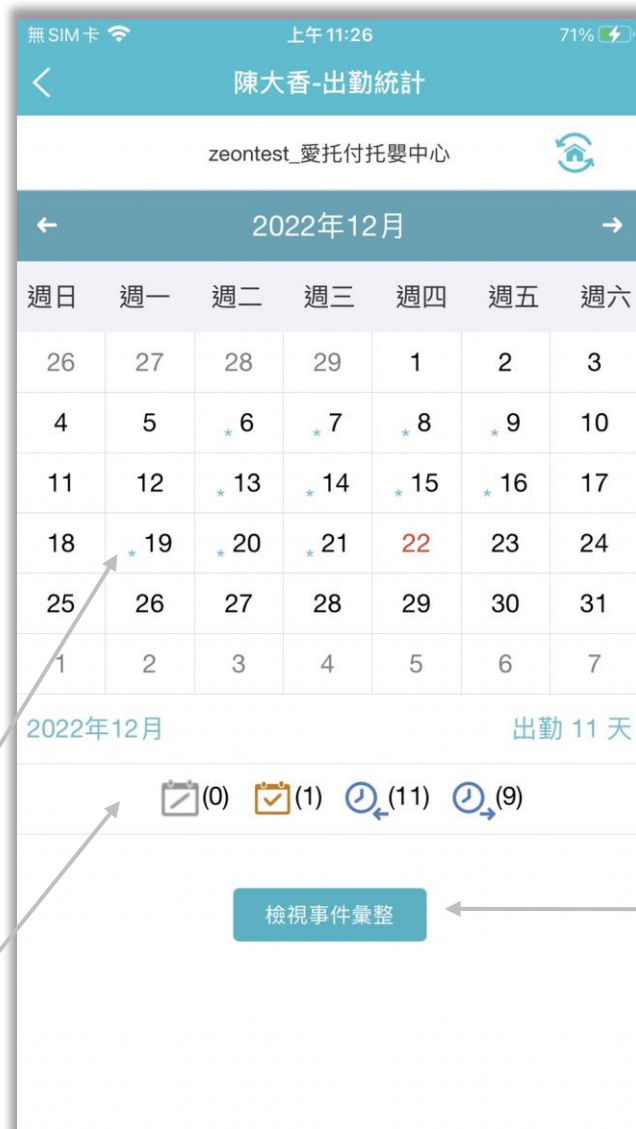 無SIM卡 上午11:26 71%
陳大香-出勤統計
zeontest_愛托付托嬰中心
← 2022年12月 →
週日 週一 週二 週三 週四 週五 週六
26 27 28 29 1 2 3
4 5 * 6 * 7 * 8 * 9 10
11 12 * 13 * 14 * 15 * 16 17
18 * 19 * 20 * 21 22 23 24
25 26 27 28 29 30 31
1 2 3 4 5 6 7
2022年12月 出勤 11 天
(0) (1) (11) (9)
檢視事件彙整